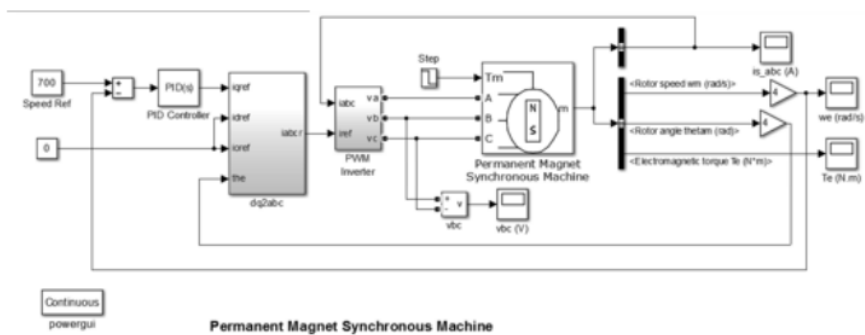 700
Speed Ref
PID(s)
PID Controller
0
iqref
idref
ioref
the
iabcr
dq2abc
iabc
iref
va
vb
vc
PWM
Inverter
Step
Tm
A
B
C
N
S
m
Permanent Magnet
Synchronous Machine
v
vbc
vbc (V)
is_abc (A)
<Rotor speed wm (rad/s)>
4
we (rad/s)
<Rotor angle thetam (rad)>
4
<Electromagnetic torque Te (N*m)>
Te (N.m)
Continuous
powergui
Permanent Magnet Synchronous Machine